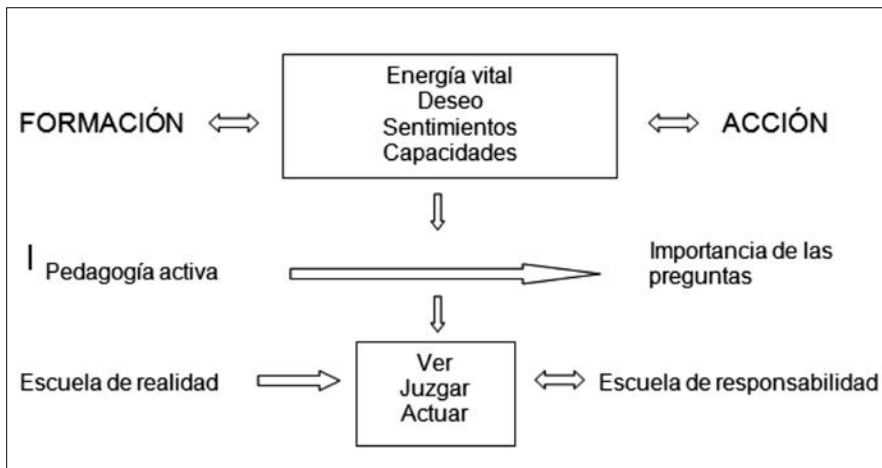 Energía vital
Deseo
FORMACIÓN
Sentimientos
ACCIÓN
Capacidades
Importancia de las
Pedagogía activa
preguntas
Ver
Escuela de realidad
Juzgar
Escuela de responsabilidad
Actuar